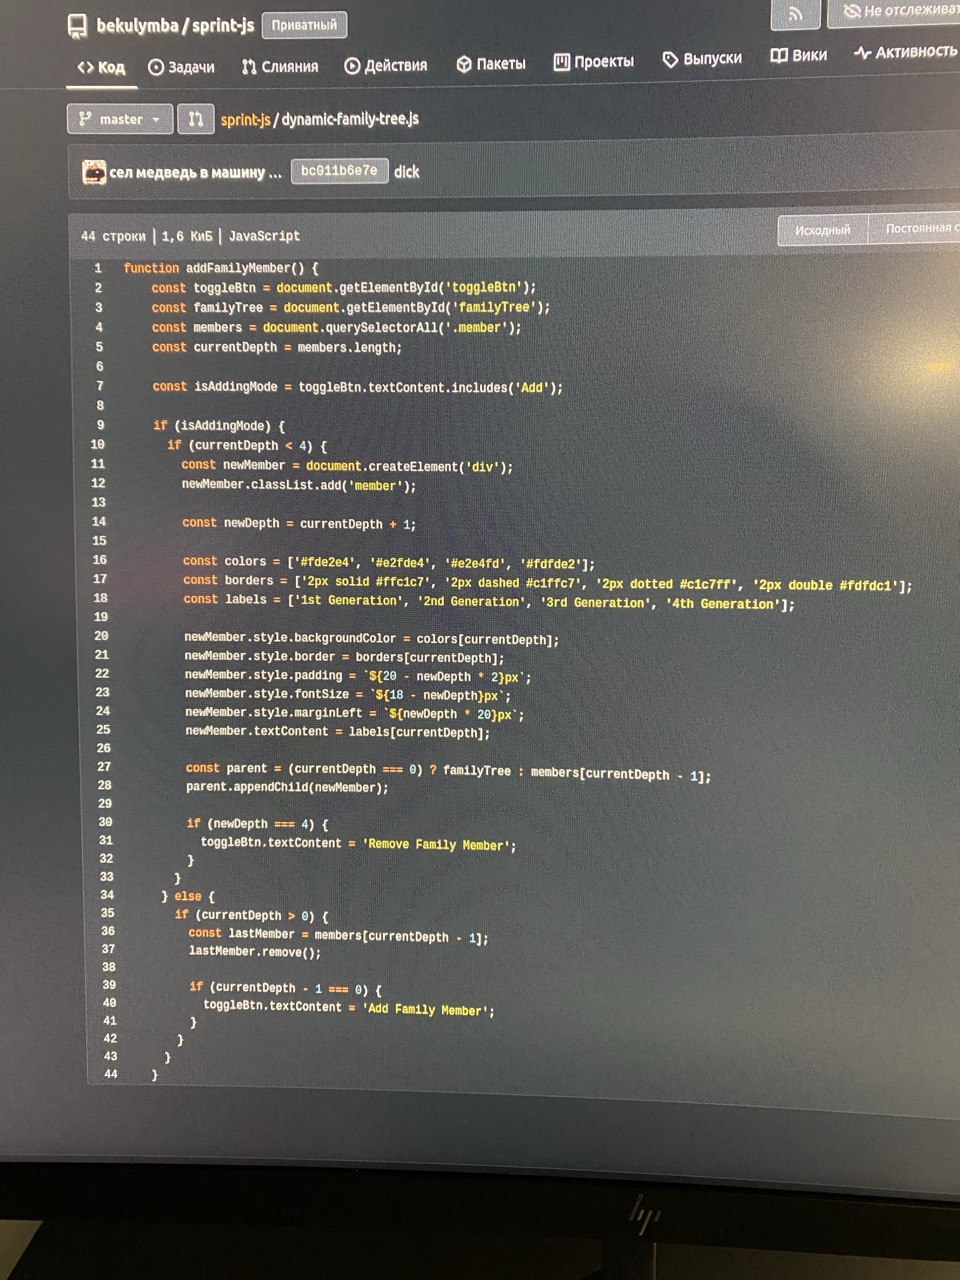 bekulymba / sprint-js Приватный
Не отслеживат
Код Задачи Слияния Действия Пакеты Проекты Выпуски Вики Активность
master sprint-js / dynamic-family-tree.js
сел медведь в машину ... bc011b6e7e dick
44 строки | 1,6 КиБ | JavaScript Исходный Постоянная с
1 function addFamilyMember() {
2 const toggleBtn = document.getElementById('toggleBtn');
3 const familyTree = document.getElementById('familyTree');
4 const members = document.querySelectorAll('.member');
5 const currentDepth = members.length;
6
7 const isAddingMode = toggleBtn.textContent.includes('Add');
8
9 if (isAddingMode) {
10 if (currentDepth < 4) {
11 const newMember = document.createElement('div');
12 newMember.classList.add('member');
13
14 const newDepth = currentDepth + 1;
15
16 const colors = ['#fde2e4', '#e2fde4', '#e2e4fd', '#fdfde2'];
17 const borders = ['2px solid #ffc1c7', '2px dashed #c1ffc7', '2px dotted #c1c7ff', '2px double #fdfdc1'];
18 const labels = ['1st Generation', '2nd Generation', '3rd Generation', '4th Generation'];
19
20 newMember.style.backgroundColor = colors[currentDepth];
21 newMember.style.border = borders[currentDepth];
22 newMember.style.padding = `${20 - newDepth * 2}px`;
23 newMember.style.fontSize = `${18 - newDepth}px`;
24 newMember.style.marginLeft = `${newDepth * 20}px`;
25 newMember.textContent = labels[currentDepth];
26
27 const parent = (currentDepth === 0) ? familyTree : members[currentDepth - 1];
28 parent.appendChild(newMember);
29
30 if (newDepth === 4) {
31 toggleBtn.textContent = 'Remove Family Member';
32 }
33 }
34 } else {
35 if (currentDepth > 0) {
36 const lastMember = members[currentDepth - 1];
37 lastMember.remove();
38
39 if (currentDepth - 1 === 0) {
40 toggleBtn.textContent = 'Add Family Member';
41 }
42 }
43 }
44 }
hp